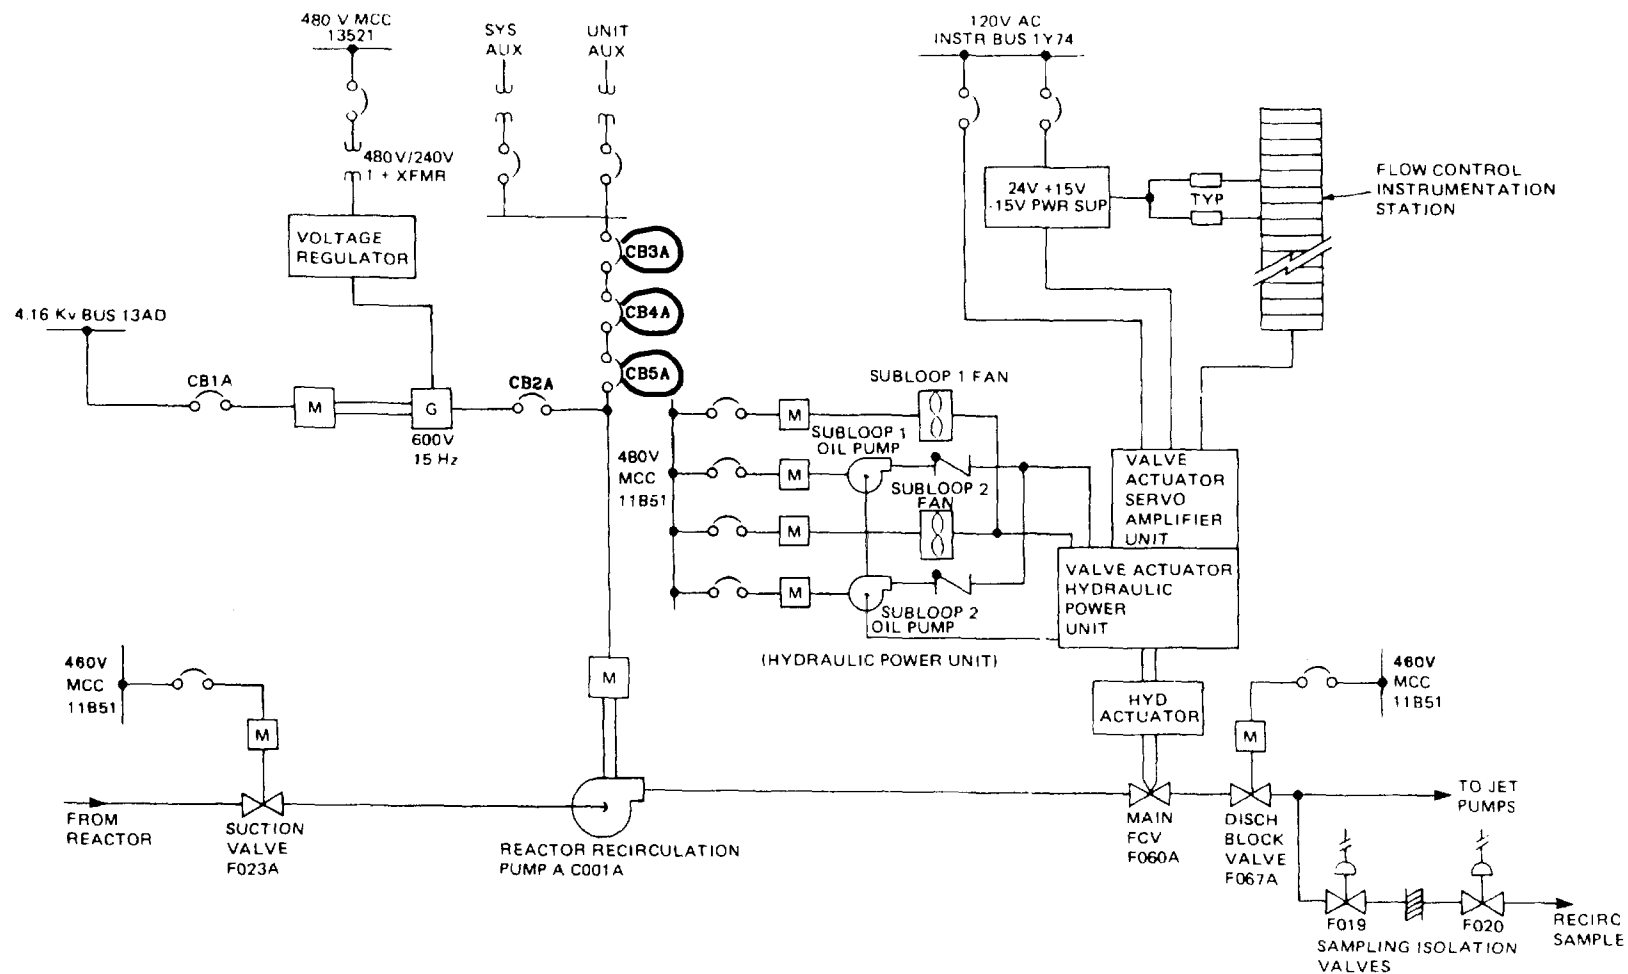 480 V MCC
13521
SYS
AUX
UNIT
AUX
120V AC
INSTR BUS 1Y74
480V/240V
1 + XFMR
24V +15V
-15V PWR SUP
TYP
FLOW CONTROL
INSTRUMENTATION
STATION
VOLTAGE
REGULATOR
CB3A
CB4A
CB5A
4.16 Kv BUS 13AD
CB1A
M
G
600V
15 Hz
CB2A
480V
MCC
11B51
M
SUBLOOP 1 FAN
SUBLOOP 1
OIL PUMP
M
SUBLOOP 2
FAN
M
M
SUBLOOP 2
OIL PUMP
(HYDRAULIC POWER UNIT)
VALVE
ACTUATOR
SERVO
AMPLIFIER
UNIT
VALVE ACTUATOR
HYDRAULIC
POWER
UNIT
HYD
ACTUATOR
460V
MCC
11B51
M
M
M
460V
MCC
11B51
FROM
REACTOR
SUCTION
VALVE
F023A
REACTOR RECIRCULATION
PUMP A C001A
MAIN
FCV
F060A
DISCH
BLOCK
VALVE
F067A
TO JET
PUMPS
F019
F020
SAMPLING ISOLATION
VALVES
RECIRC
SAMPLE